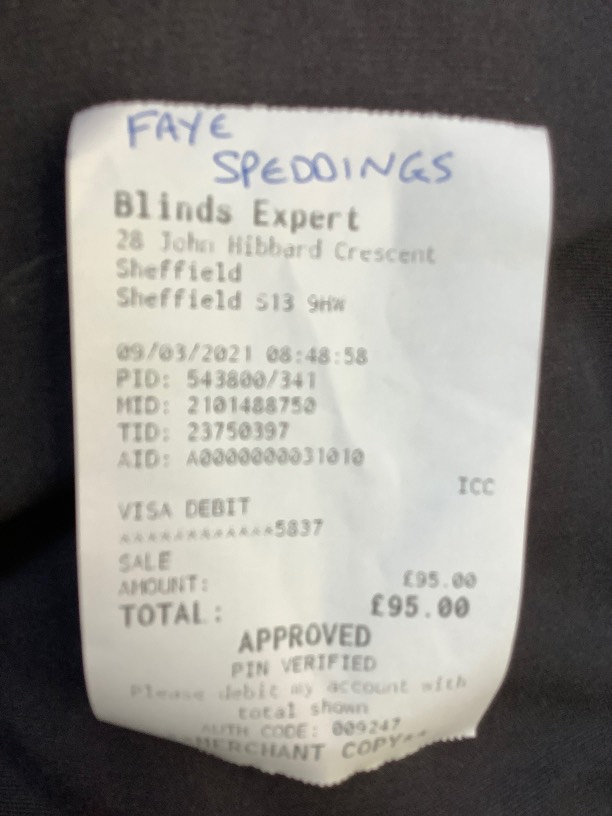 FAYE
SPEDDINGS
Blinds Expert
28 John Hibbard Crescent
Sheffield
Sheffield S13 9HW
09/03/2021 08:48:58
PID: 543800/341
MID: 2101488750
TID: 23750397
AID: A0000000031010
ICC
VISA DEBIT
************5837
SALE
AMOUNT: £95.00
TOTAL: £95.00
APPROVED
PIN VERIFIED
Please debit my account with
total shown
AUTH CODE: 009247
**MERCHANT COPY**